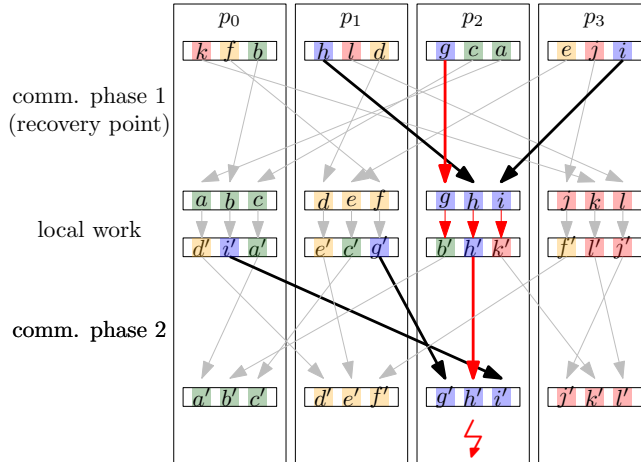 p0 p1 p2 p3
k f b h l d g c a e j i
comm. phase 1
(recovery point)
a b c d e f g h i j k l
local work
d′ i′ a′ e′ c′ g′ b′ h′ k′ f′ l′ j′
comm. phase 2
a′ b′ c′ d′ e′ f′ g′ h′ i′ j′ k′ l′